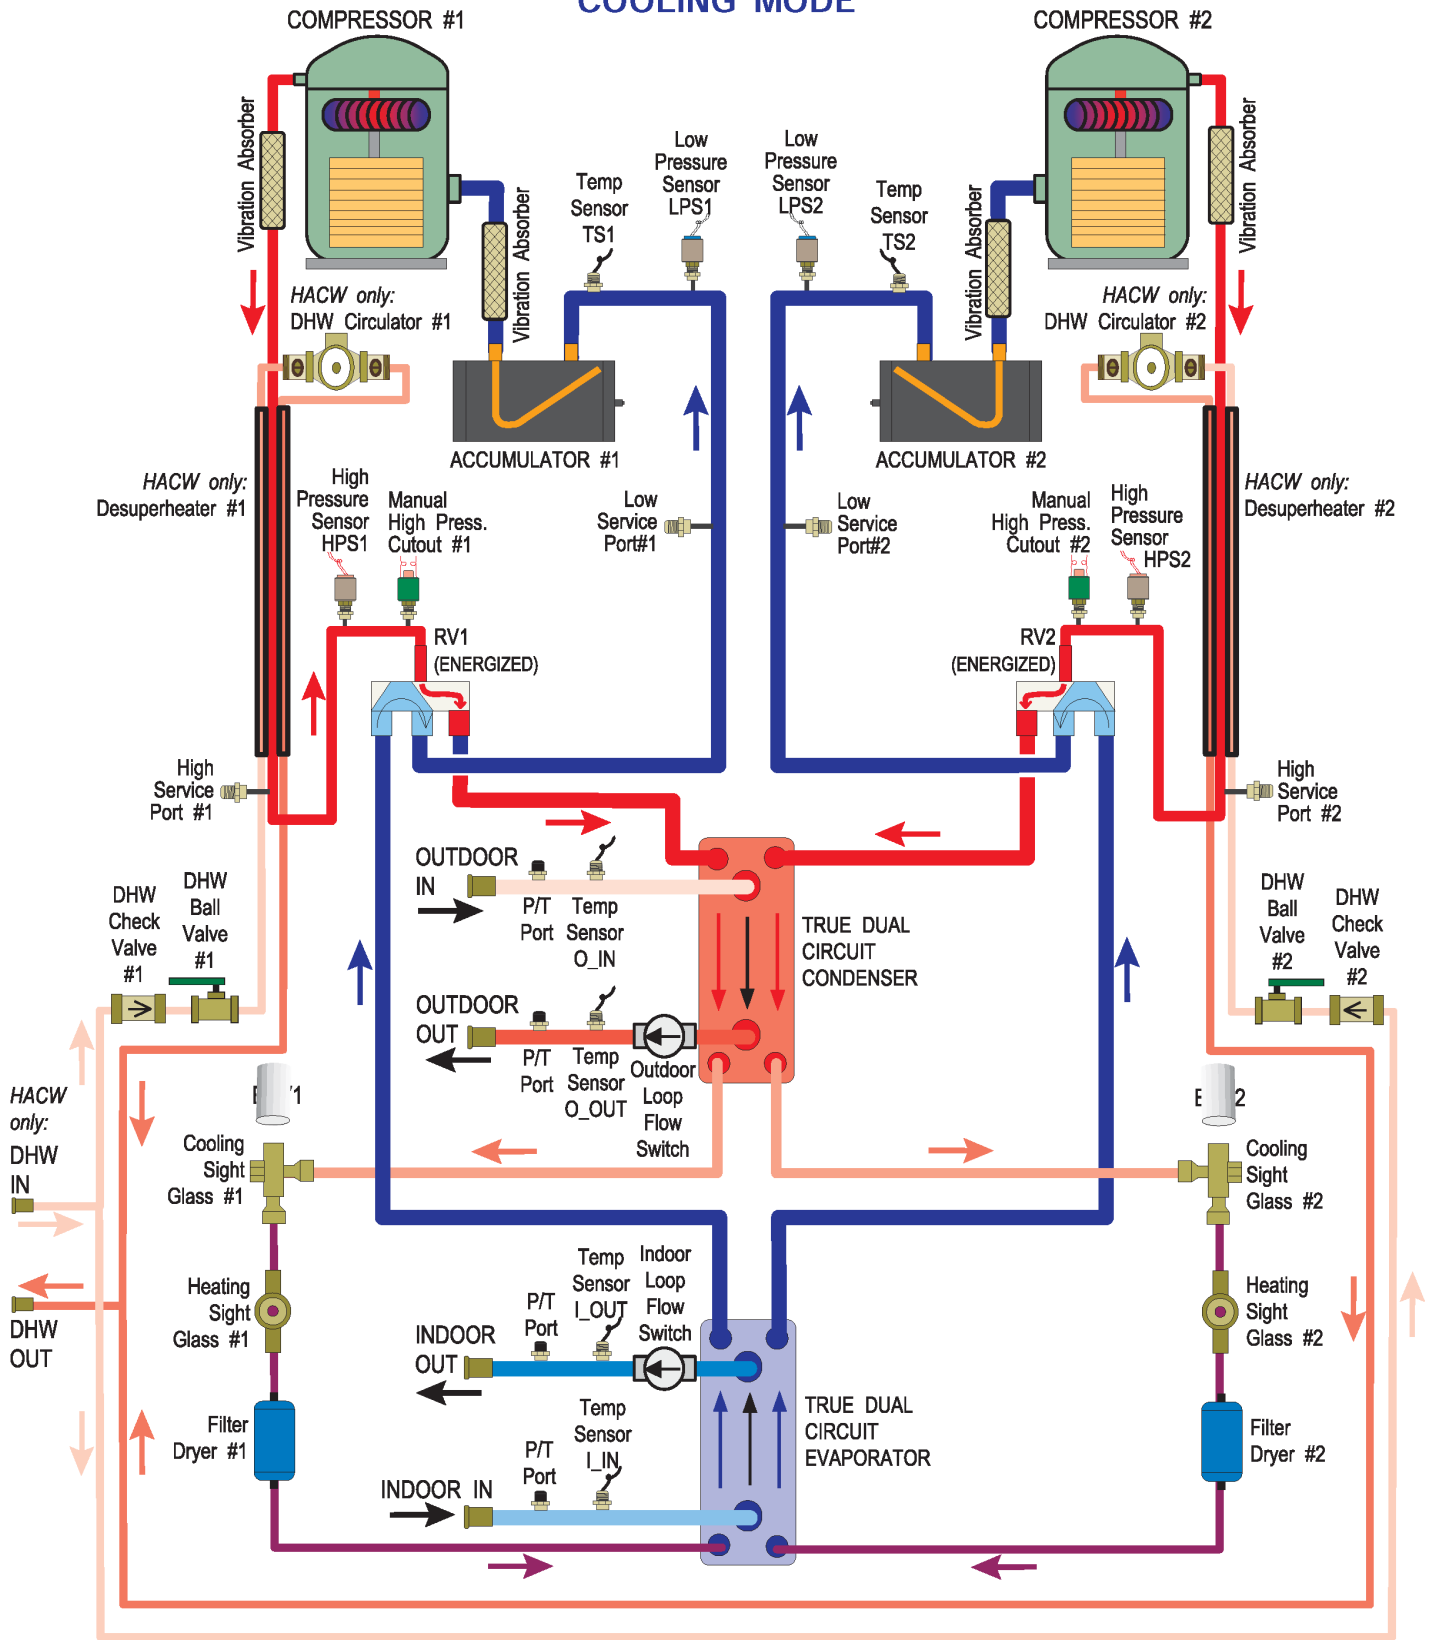 COOLING MODE
COMPRESSOR #1
COMPRESSOR #2
Vibration Absorber
Vibration Absorber
Low
Pressure
Sensor
LPS1
Low
Pressure
Sensor
LPS2
Temp
Sensor
TS1
Temp
Sensor
TS2
Vibration Absorber
Vibration Absorber
HACW only:
DHW Circulator #1
HACW only:
DHW Circulator #2
ACCUMULATOR #1
ACCUMULATOR #2
HACW only:
Desuperheater #1
High
Pressure
Sensor
HPS1
Manual
High Press.
Cutout #1
Low
Service
Port#1
Low
Service
Port#2
Manual
High Press.
Cutout #2
High
Pressure
Sensor
HPS2
HACW only:
Desuperheater #2
RV1
(ENERGIZED)
RV2
(ENERGIZED)
High
Service
Port #1
High
Service
Port #2
OUTDOOR
IN
P/T
Port
Temp
Sensor
O_IN
TRUE DUAL
CIRCUIT
CONDENSER
DHW
Check
Valve
#1
DHW
Ball
Valve
#1
DHW
Ball
Valve
#2
DHW
Check
Valve
#2
OUTDOOR
OUT
P/T
Port
Temp
Sensor
O_OUT
Outdoor
Loop
Flow
Switch
HACW
only:
DHW
IN
DHW
OUT
Cooling
Sight
Glass #1
Cooling
Sight
Glass #2
Heating
Sight
Glass #1
Heating
Sight
Glass #2
Temp
Sensor
I_OUT
Indoor
Loop
Flow
Switch
P/T
Port
INDOOR
OUT
TRUE DUAL
CIRCUIT
EVAPORATOR
Temp
Sensor
I_IN
P/T
Port
INDOOR IN
Filter
Dryer #1
Filter
Dryer #2